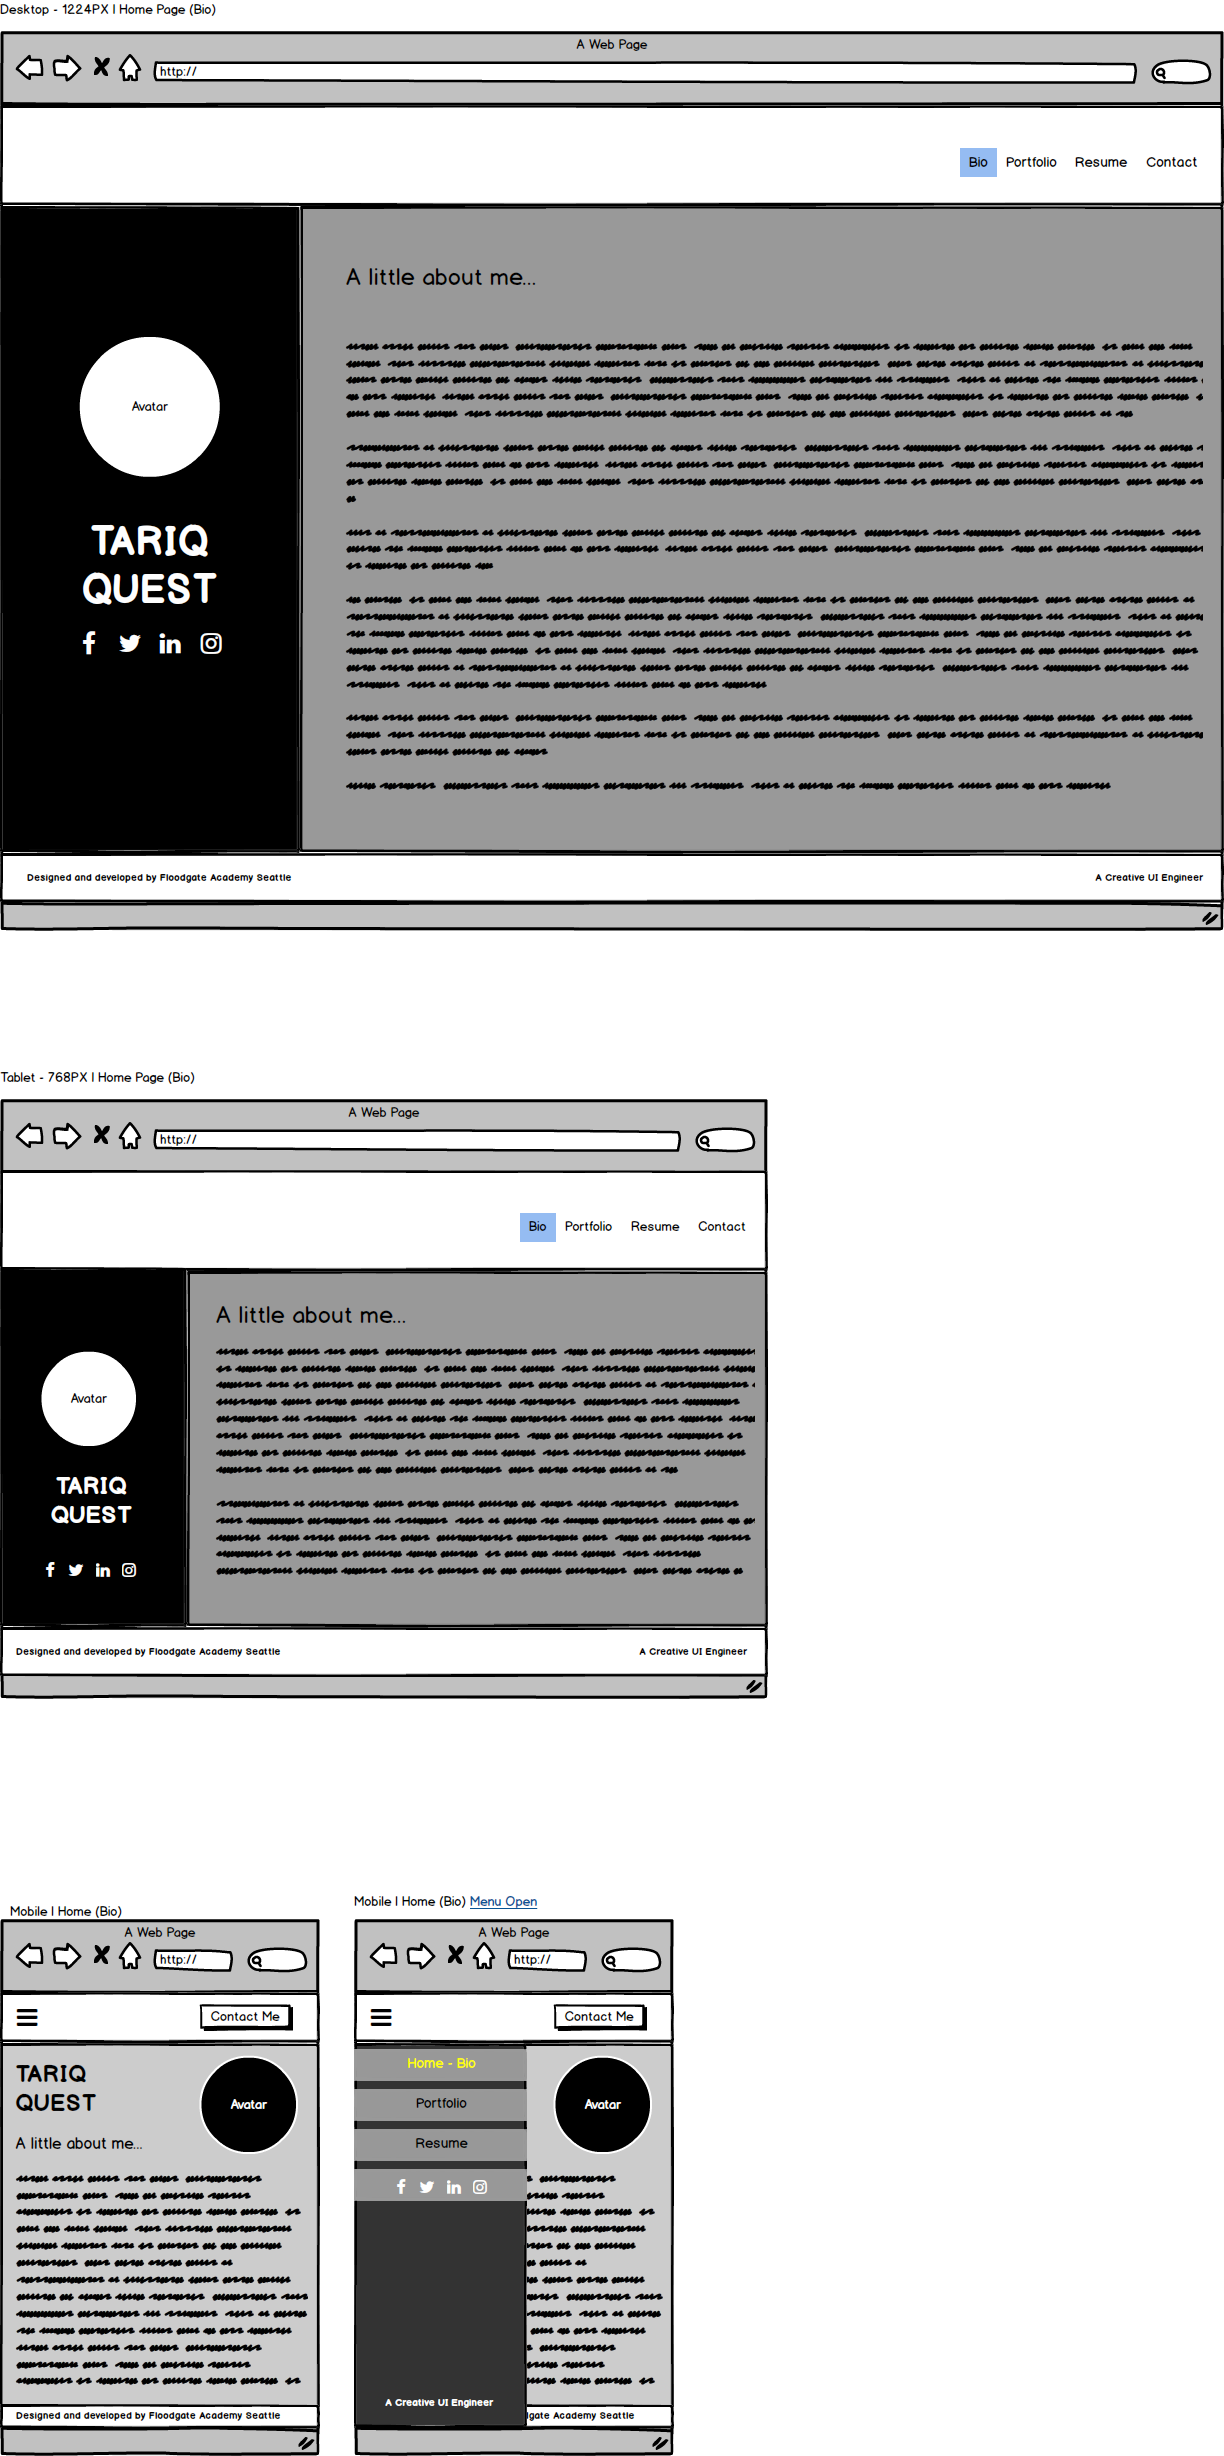 Desktop - 1224PX | Home Page (Bio)
A Web Page
http://
Bio Portfolio Resume Contact
A little about me...
Avatar
TARIQ
QUEST
Designed and developed by Floodgate Academy Seattle
A Creative UI Engineer
Tablet - 768PX | Home Page (Bio)
A Web Page
http://
Bio Portfolio Resume Contact
A little about me...
Avatar
TARIQ
QUEST
Designed and developed by Floodgate Academy Seattle
A Creative UI Engineer
Mobile | Home (Bio)
A Web Page
http://
Contact Me
TARIQ
QUEST
Avatar
A little about me...
Designed and developed by Floodgate Academy Seattle
Mobile | Home (Bio) Menu Open
A Web Page
http://
Contact Me
Home - Bio
Portfolio
Resume
Avatar
A Creative UI Engineer
lgate Academy Seattle